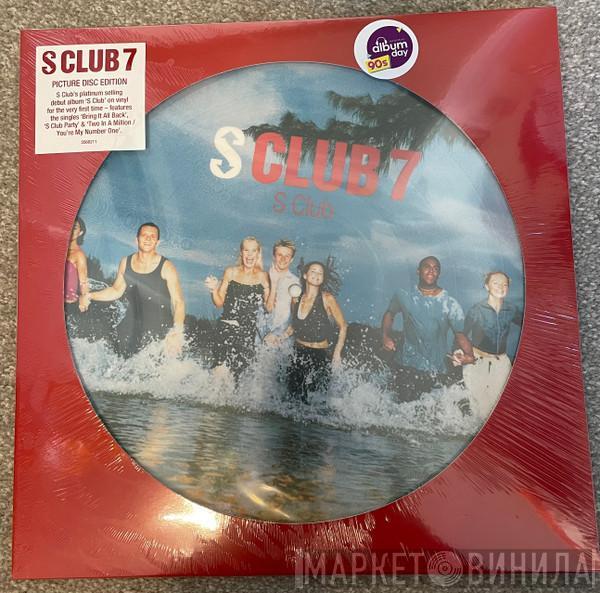 S CLUB 7
PICTURE DISC EDITION
S Club's platinum selling
debut album 'S Club' on vinyl
for the very first time – features
the singles 'Bring It All Back',
'S Club Party' & 'Two In A Million /
You're My Number One'.
album
day
90s
S CLUB 7
S Club
МАРКЕТ ВИНИЛА